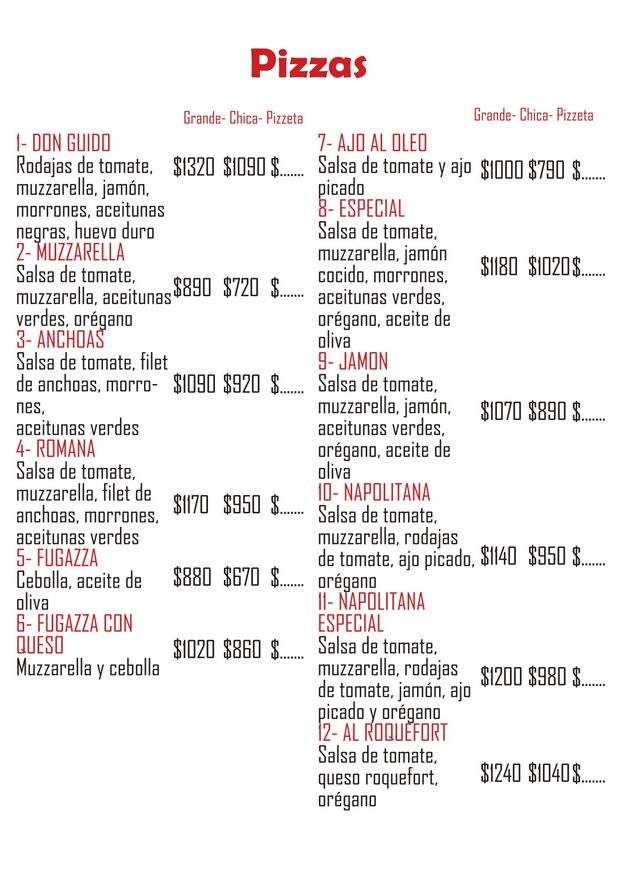 Pizzas
Grande- Chica- Pizzeta
1- DON GUIDO
Rodajas de tomate,
muzzarella, jamón,
morrones, aceitunas
negras, huevo duro
$1320 $1090 $.......
2- MUZZARELLA
Salsa de tomate,
muzzarella, aceitunas
verdes, orégano
$890 $720 $.......
3- ANCHOAS
Salsa de tomate, filet
de anchoas, morro-
nes,
aceitunas verdes
$1090 $920 $.......
4- ROMANA
Salsa de tomate,
muzzarella, filet de
anchoas, morrones,
aceitunas verdes
$1170 $950 $.......
5- FUGAZZA
Cebolla, aceite de
oliva
$880 $670 $.......
6- FUGAZZA CON
QUESO
Muzzarella y cebolla
$1020 $860 $.......
Grande- Chica- Pizzeta
7- AJO AL OLEO
Salsa de tomate y ajo
picado
$1000 $790 $.......
8- ESPECIAL
Salsa de tomate,
muzzarella, jamón
cocido, morrones,
aceitunas verdes,
orégano, aceite de
oliva
$1180 $1020 $.......
9- JAMON
Salsa de tomate,
muzzarella, jamón,
aceitunas verdes,
orégano, aceite de
oliva
$1070 $890 $.......
10- NAPOLITANA
Salsa de tomate,
muzzarella, rodajas
de tomate, ajo picado,
orégano
$1140 $950 $.......
11- NAPOLITANA
ESPECIAL
Salsa de tomate,
muzzarella, rodajas
de tomate, jamón, ajo
picado y orégano
$1200 $980 $.......
12- AL ROQUEFORT
Salsa de tomate,
queso roquefort,
orégano
$1240 $1040 $.......